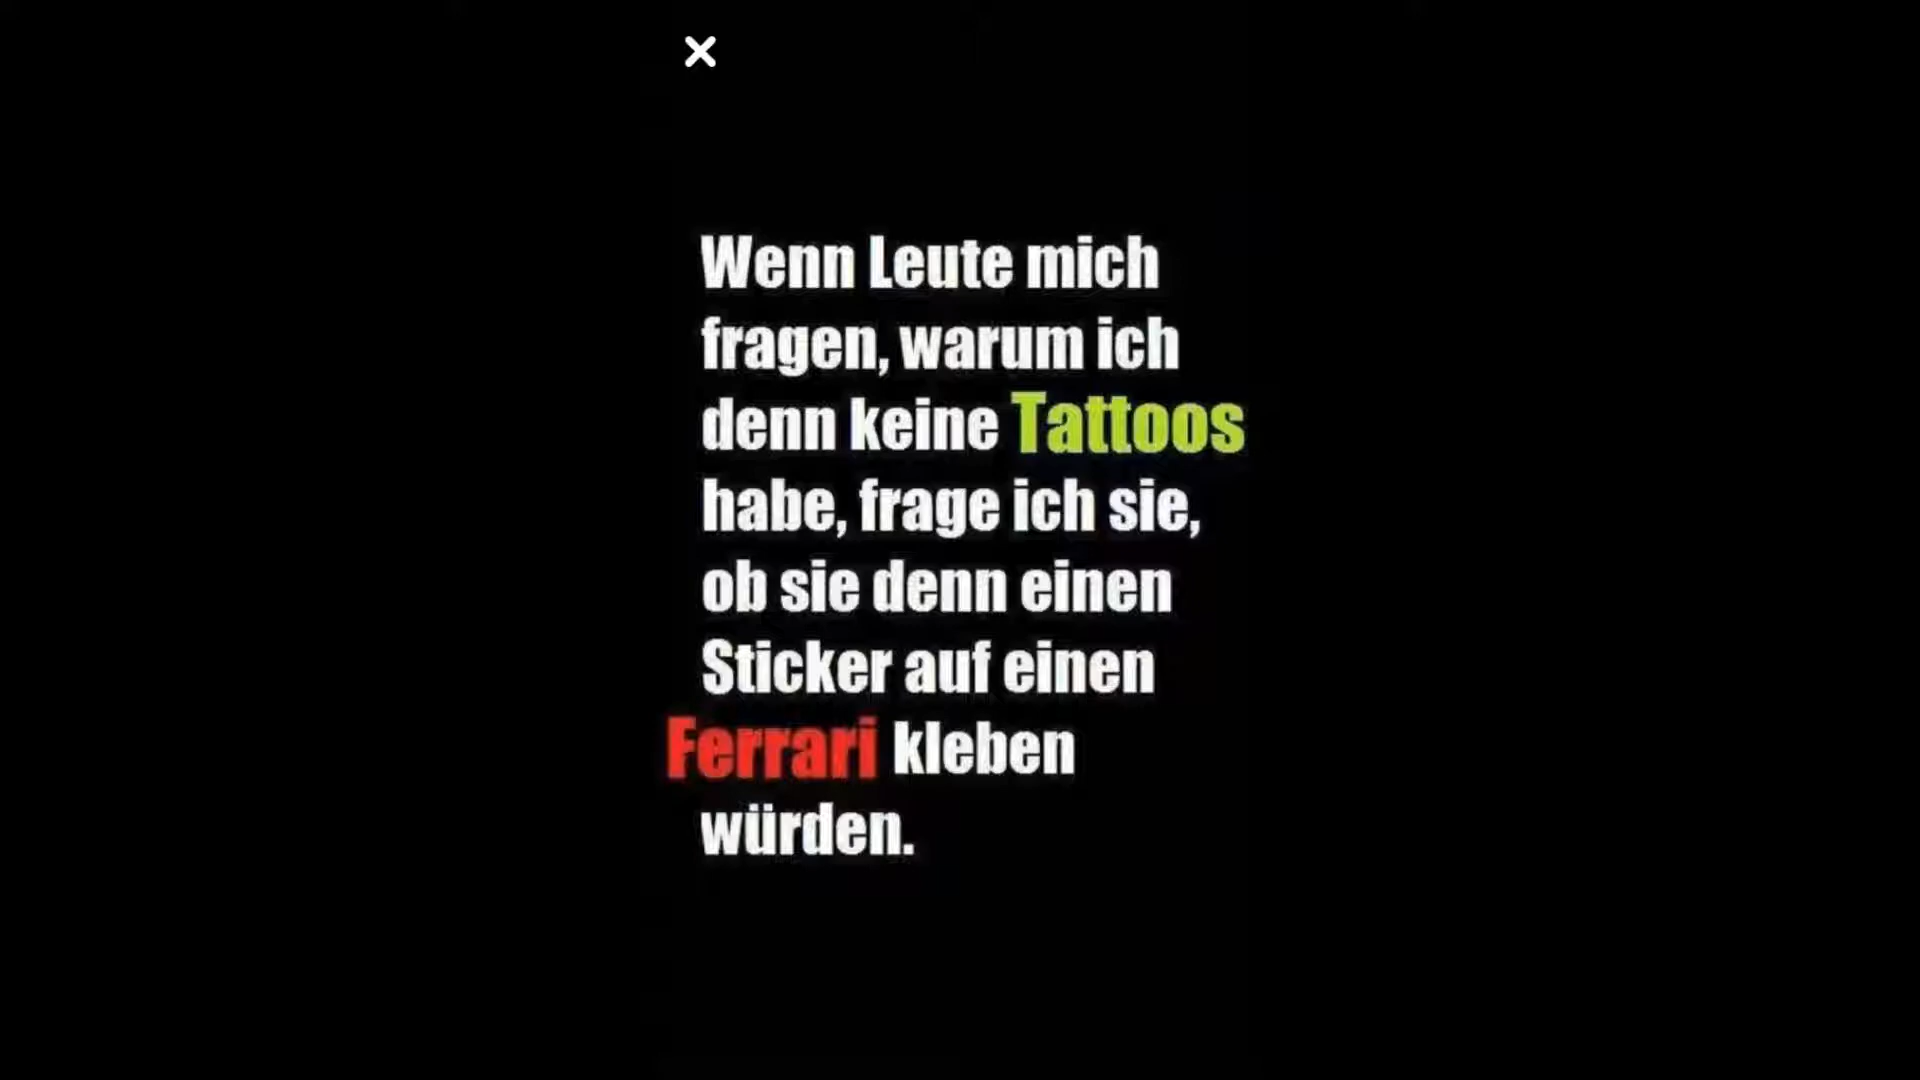 Wenn Leute mich
fragen, warum ich
denn keine Tattoos
habe, frage ich sie,
ob sie denn einen
Sticker auf einen
Ferrari kleben
würden.